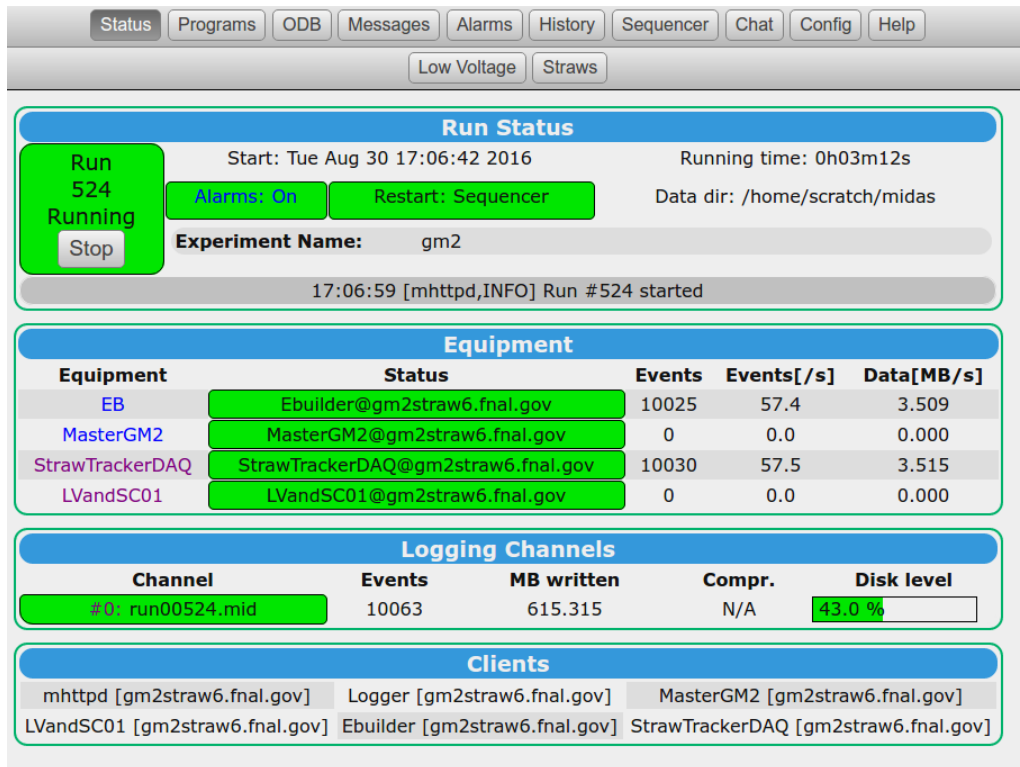 Status Programs ODB Messages Alarms History Sequencer Chat Config Help
Low Voltage Straws
Run Status
Run 524 Running
Stop
Start: Tue Aug 30 17:06:42 2016 Running time: 0h03m12s
Alarms: On Restart: Sequencer Data dir: /home/scratch/midas
Experiment Name: gm2
17:06:59 [mhttpd,INFO] Run #524 started
Equipment
Equipment Status Events Events[/s] Data[MB/s]
EB Ebuilder@gm2straw6.fnal.gov 10025 57.4 3.509
MasterGM2 MasterGM2@gm2straw6.fnal.gov 0 0.0 0.000
StrawTrackerDAQ StrawTrackerDAQ@gm2straw6.fnal.gov 10030 57.5 3.515
LVandSC01 LVandSC01@gm2straw6.fnal.gov 0 0.0 0.000
Logging Channels
Channel Events MB written Compr. Disk level
#0: run00524.mid 10063 615.315 N/A 43.0 %
Clients
mhttpd [gm2straw6.fnal.gov] Logger [gm2straw6.fnal.gov] MasterGM2 [gm2straw6.fnal.gov]
LVandSC01 [gm2straw6.fnal.gov] Ebuilder [gm2straw6.fnal.gov] StrawTrackerDAQ [gm2straw6.fnal.gov]